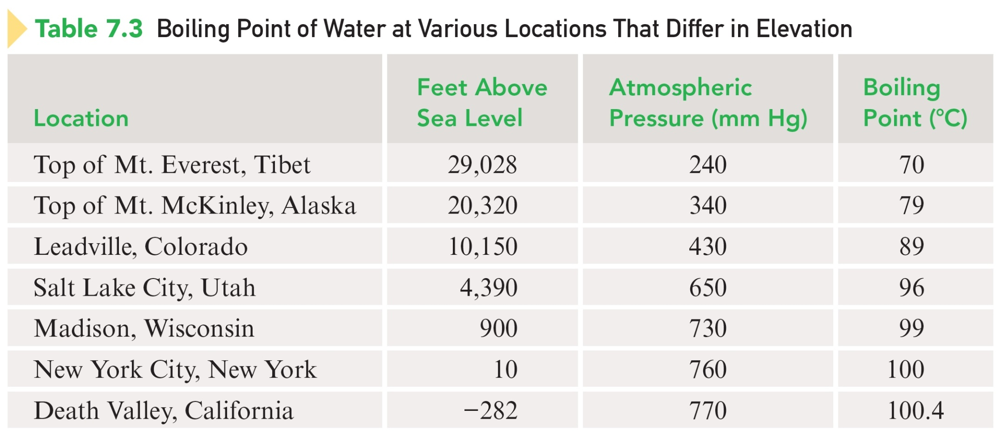 Table 7.3 Boiling Point of Water at Various Locations That Differ in Elevation
Location Feet Above Sea Level Atmospheric Pressure (mm Hg) Boiling Point (°C)
Top of Mt. Everest, Tibet 29,028 240 70
Top of Mt. McKinley, Alaska 20,320 340 79
Leadville, Colorado 10,150 430 89
Salt Lake City, Utah 4,390 650 96
Madison, Wisconsin 900 730 99
New York City, New York 10 760 100
Death Valley, California −282 770 100.4